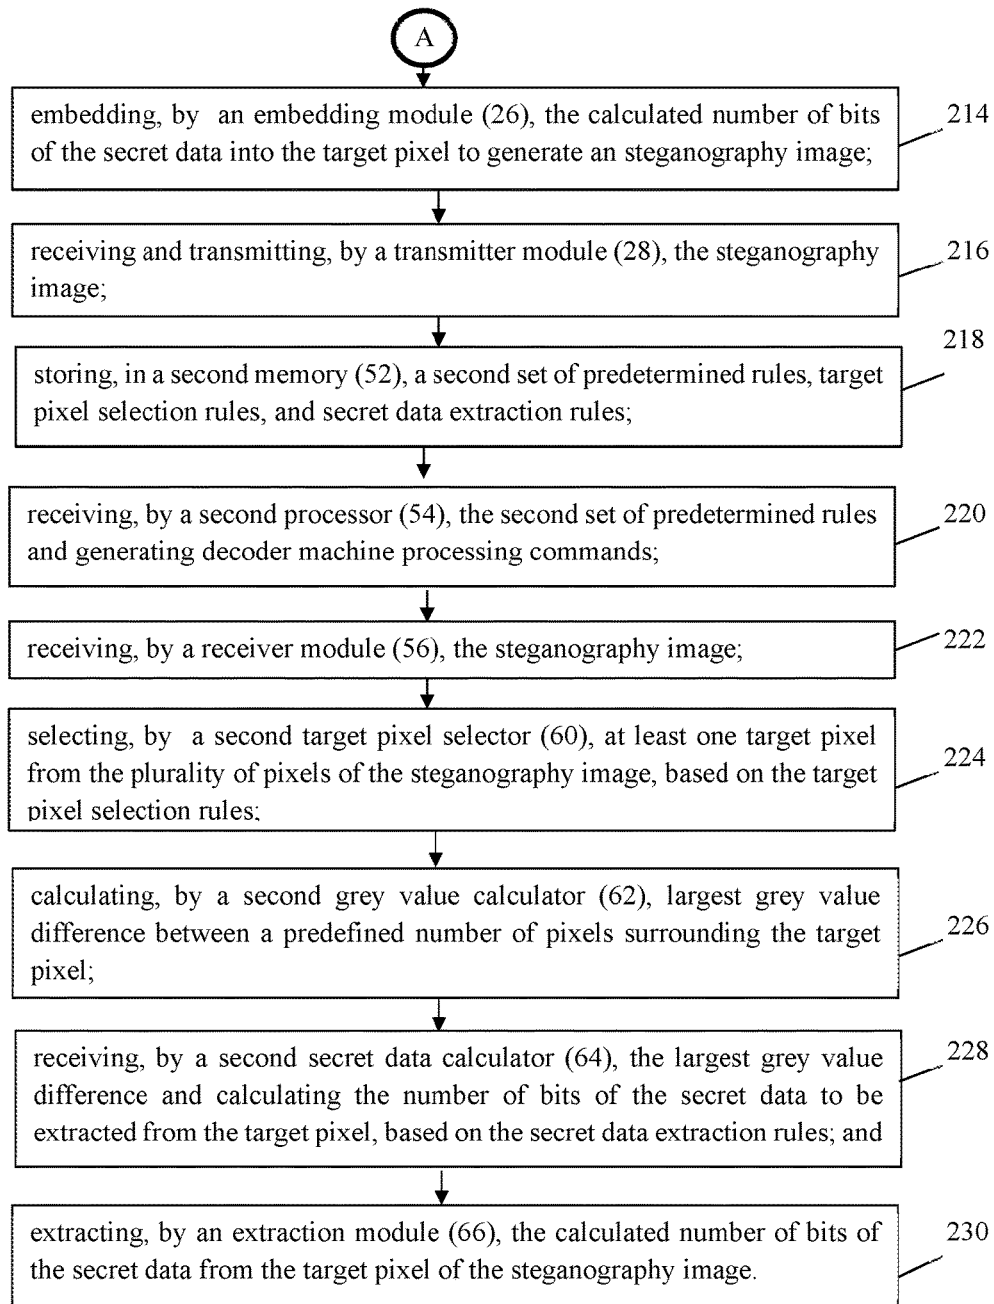 A
embedding, by an embedding module (26), the calculated number of bits
of the secret data into the target pixel to generate an steganography image;
214
receiving and transmitting, by a transmitter module (28), the steganography
image;
216
storing, in a second memory (52), a second set of predetermined rules, target
pixel selection rules, and secret data extraction rules;
218
receiving, by a second processor (54), the second set of predetermined rules
and generating decoder machine processing commands;
220
receiving, by a receiver module (56), the steganography image;
222
selecting, by a second target pixel selector (60), at least one target pixel
from the plurality of pixels of the steganography image, based on the target
pixel selection rules;
224
calculating, by a second grey value calculator (62), largest grey value
difference between a predefined number of pixels surrounding the target
pixel;
226
receiving, by a second secret data calculator (64), the largest grey value
difference and calculating the number of bits of the secret data to be
extracted from the target pixel, based on the secret data extraction rules; and
228
extracting, by an extraction module (66), the calculated number of bits of
the secret data from the target pixel of the steganography image.
230